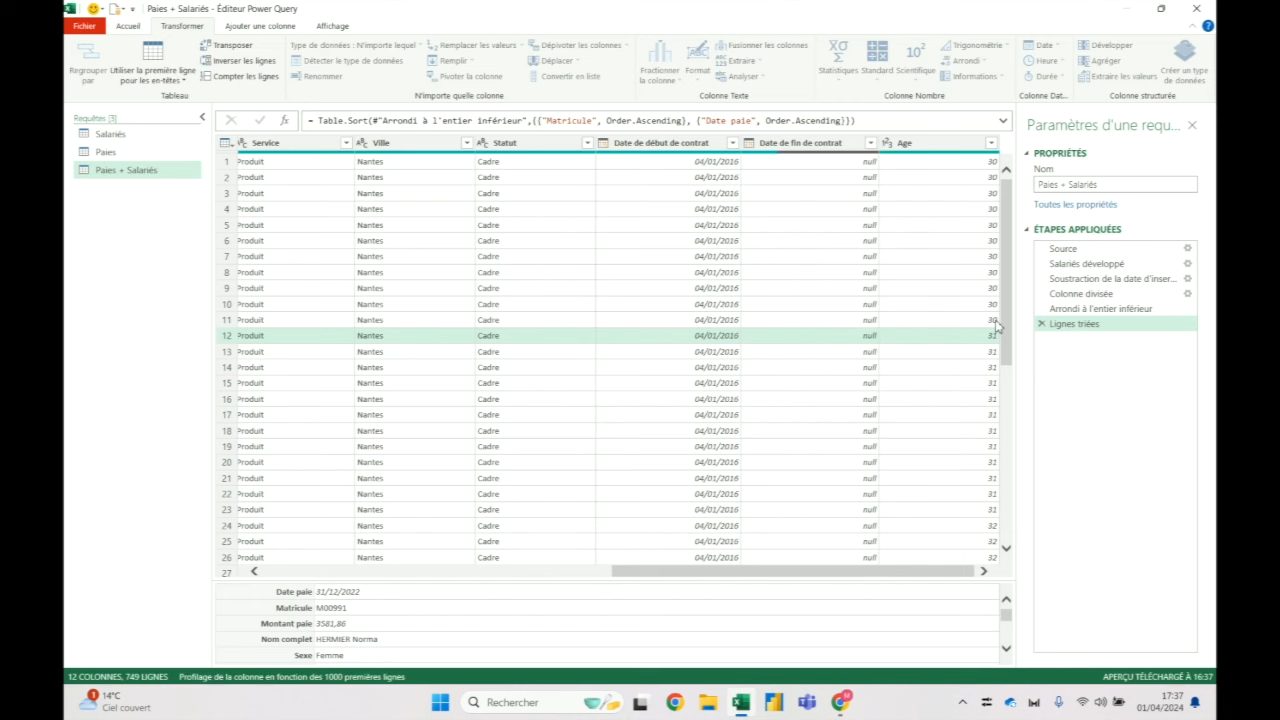 Paies + Salariés - Éditeur Power Query
Fichier Accueil Transformer Ajouter une colonne Affichage
Regrouper par
Utiliser la première ligne pour les en-têtes
Transposer
Inverser les lignes
Compter les lignes
Tableau
Type de données : N'importe lequel
Détecter le type de données
Renommer
Remplacer les valeurs
Remplir
Pivoter la colonne
Dépivoter les colonnes
Déplacer
Convertir en liste
N'importe quelle colonne
Fractionner la colonne
Format
Fusionner les colonnes
Extraire
Analyser
Colonne Texte
Statistiques
Standard
Scientifique
Trigonométrie
Arrondi
Informations
Colonne Nombre
Date
Heure
Durée
Colonne Dat...
Développer
Agréger
Extraire les valeurs
Créer un type de données
Colonne structurée
Requêtes [3]
Salariés
Paies
Paies + Salariés
= Table.Sort(#"Arrondi à l'entier inférieur",{{"Matricule", Order.Ascending}, {"Date paie", Order.Ascending}})
Service Ville Statut Date de début de contrat Date de fin de contrat Age
1 Produit Nantes Cadre 04/01/2016 null 30
2 Produit Nantes Cadre 04/01/2016 null 30
3 Produit Nantes Cadre 04/01/2016 null 30
4 Produit Nantes Cadre 04/01/2016 null 30
5 Produit Nantes Cadre 04/01/2016 null 30
6 Produit Nantes Cadre 04/01/2016 null 30
7 Produit Nantes Cadre 04/01/2016 null 30
8 Produit Nantes Cadre 04/01/2016 null 30
9 Produit Nantes Cadre 04/01/2016 null 30
10 Produit Nantes Cadre 04/01/2016 null 30
11 Produit Nantes Cadre 04/01/2016 null 30
12 Produit Nantes Cadre 04/01/2016 null 31
13 Produit Nantes Cadre 04/01/2016 null 31
14 Produit Nantes Cadre 04/01/2016 null 31
15 Produit Nantes Cadre 04/01/2016 null 31
16 Produit Nantes Cadre 04/01/2016 null 31
17 Produit Nantes Cadre 04/01/2016 null 31
18 Produit Nantes Cadre 04/01/2016 null 31
19 Produit Nantes Cadre 04/01/2016 null 31
20 Produit Nantes Cadre 04/01/2016 null 31
21 Produit Nantes Cadre 04/01/2016 null 31
22 Produit Nantes Cadre 04/01/2016 null 31
23 Produit Nantes Cadre 04/01/2016 null 31
24 Produit Nantes Cadre 04/01/2016 null 32
25 Produit Nantes Cadre 04/01/2016 null 32
26 Produit Nantes Cadre 04/01/2016 null 32
27
Date paie 31/12/2022
Matricule M00991
Montant paie 3581,86
Nom complet HERMIER Norma
Sexe Femme
Paramètres d'une requ...
PROPRIÉTÉS
Nom
Paies + Salariés
Toutes les propriétés
ÉTAPES APPLIQUÉES
Source
Salariés développé
Soustraction de la date d'inser...
Colonne divisée
Arrondi à l'entier inférieur
Lignes triées
12 COLONNES, 749 LIGNES Profilage de la colonne en fonction des 1000 premières lignes APERÇU TÉLÉCHARGÉ À 16:37
14°C
Ciel couvert
Rechercher
17:37
01/04/2024